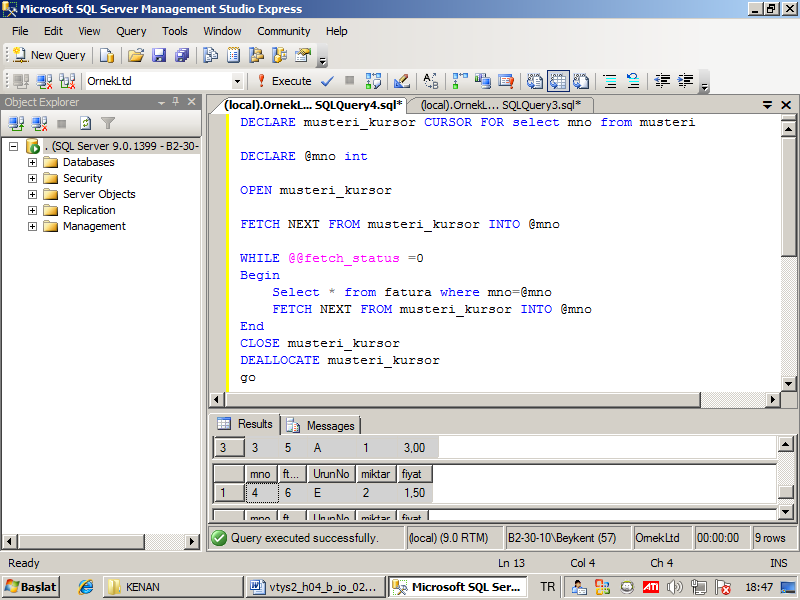 Microsoft SQL Server Management Studio Express
File Edit View Query Tools Window Community Help
New Query
OrnekLtd Execute
Object Explorer
(local).OrnekL... SQLQuery4.sql* (local).OrnekL... SQLQuery3.sql*
. (SQL Server 9.0.1399 - B2-30-
Databases
Security
Server Objects
Replication
Management
DECLARE musteri_kursor CURSOR FOR select mno from musteri
DECLARE @mno int
OPEN musteri_kursor
FETCH NEXT FROM musteri_kursor INTO @mno
WHILE @@fetch_status =0
Begin
Select * from fatura where mno=@mno
FETCH NEXT FROM musteri_kursor INTO @mno
End
CLOSE musteri_kursor
DEALLOCATE musteri_kursor
go
Results Messages
3 3 5 A 1 3,00
mno ft... UrunNo miktar fiyat
1 4 6 E 2 1,50
mno ft... UrunNo miktar fiyat
Query executed successfully. (local) (9.0 RTM) B2-30-10\Beykent (57) OrnekLtd 00:00:00 9 rows
Ready Ln 13 Col 4 Ch 4 INS
Başlat KENAN vtys2_h04_b_io_02... Microsoft SQL Ser... TR ATI 18:47